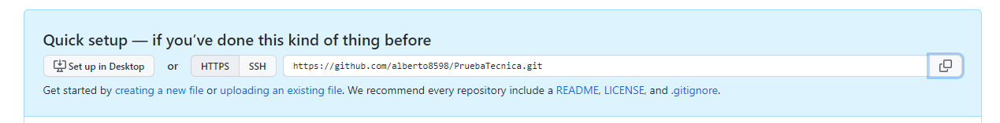 Quick setup — if you’ve done this kind of thing before
Set up in Desktop or HTTPS SSH https://github.com/alberto8598/PruebaTecnica.git
Get started by creating a new file or uploading an existing file. We recommend every repository include a README, LICENSE, and .gitignore.